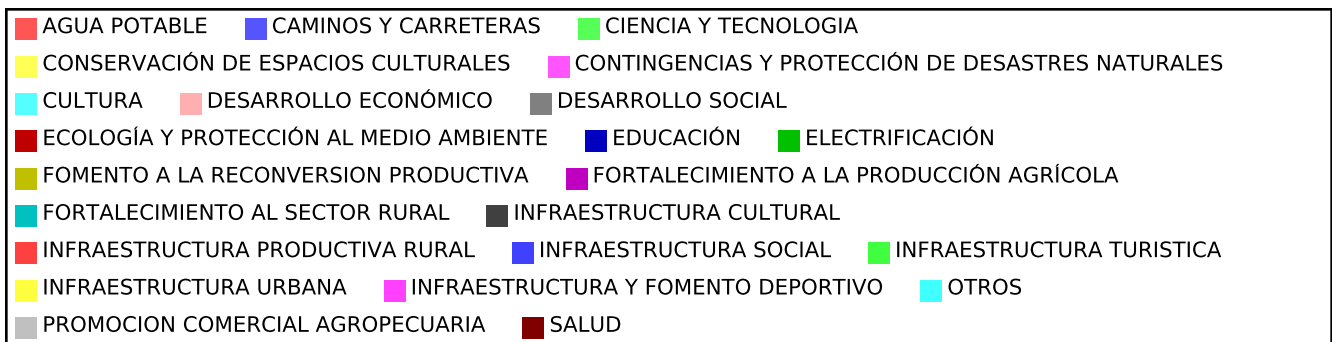 AGUA POTABLE CAMINOS Y CARRETERAS CIENCIA Y TECNOLOGIA
CONSERVACIÓN DE ESPACIOS CULTURALES CONTINGENCIAS Y PROTECCIÓN DE DESASTRES NATURALES
CULTURA DESARROLLO ECONÓMICO DESARROLLO SOCIAL
ECOLOGÍA Y PROTECCIÓN AL MEDIO AMBIENTE EDUCACIÓN ELECTRIFICACIÓN
FOMENTO A LA RECONVERSION PRODUCTIVA FORTALECIMIENTO A LA PRODUCCIÓN AGRÍCOLA
FORTALECIMIENTO AL SECTOR RURAL INFRAESTRUCTURA CULTURAL
INFRAESTRUCTURA PRODUCTIVA RURAL INFRAESTRUCTURA SOCIAL INFRAESTRUCTURA TURISTICA
INFRAESTRUCTURA URBANA INFRAESTRUCTURA Y FOMENTO DEPORTIVO OTROS
PROMOCION COMERCIAL AGROPECUARIA SALUD